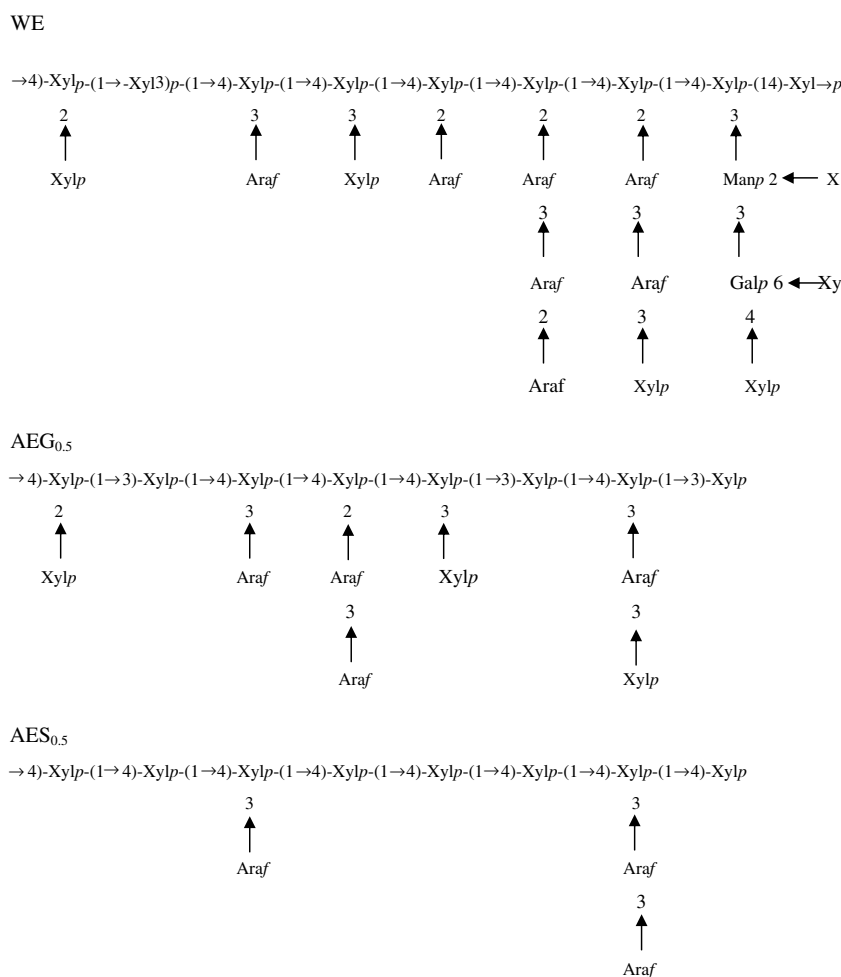 WE
→4)-Xylp-(1→-Xyl3)p-(1→4)-Xylp-(1→4)-Xylp-(1→4)-Xylp-(1→4)-Xylp-(1→4)-Xylp-(1→4)-Xylp-(14)-Xyl→p
2 3 3 2 2 2 3
Xylp Araf Xylp Araf Araf Araf Manp 2 ← X
3 3 3
Araf Araf Galp 6 ← Xy
2 3 4
Araf Xylp Xylp
AEG0.5
→4)-Xylp-(1→3)-Xylp-(1→4)-Xylp-(1→4)-Xylp-(1→4)-Xylp-(1→3)-Xylp-(1→4)-Xylp-(1→3)-Xylp
2 3 2 3 3
Xylp Araf Araf Xylp Araf
3 3
Araf Xylp
AES0.5
→4)-Xylp-(1→4)-Xylp-(1→4)-Xylp-(1→4)-Xylp-(1→4)-Xylp-(1→4)-Xylp-(1→4)-Xylp-(1→4)-Xylp
3 3
Araf Araf
3
Araf